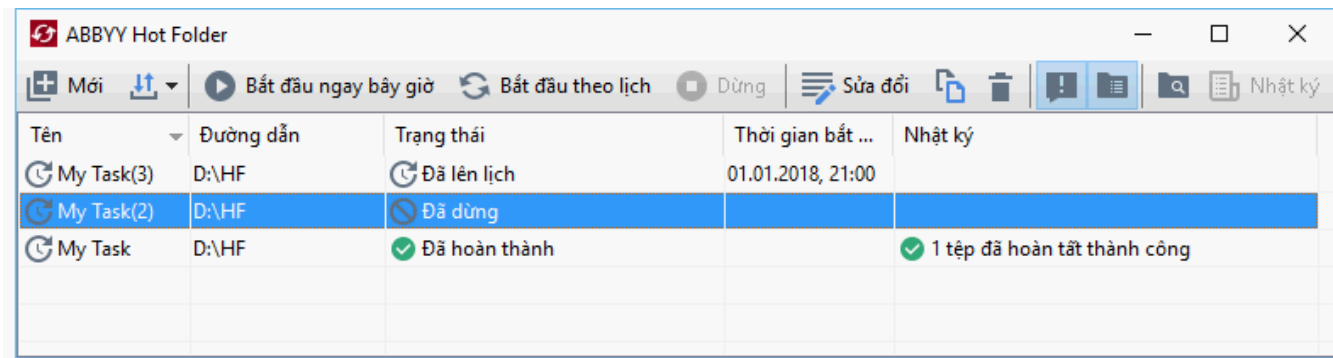 ABBYY Hot Folder
Mới Bắt đầu ngay bây giờ Bắt đầu theo lịch Dừng Sửa đổi Nhật ký
Tên Đường dẫn Trạng thái Thời gian bắt ... Nhật ký
My Task(3) D:\HF Đã lên lịch 01.01.2018, 21:00
My Task(2) D:\HF Đã dừng
My Task D:\HF Đã hoàn thành 1 tệp đã hoàn tất thành công